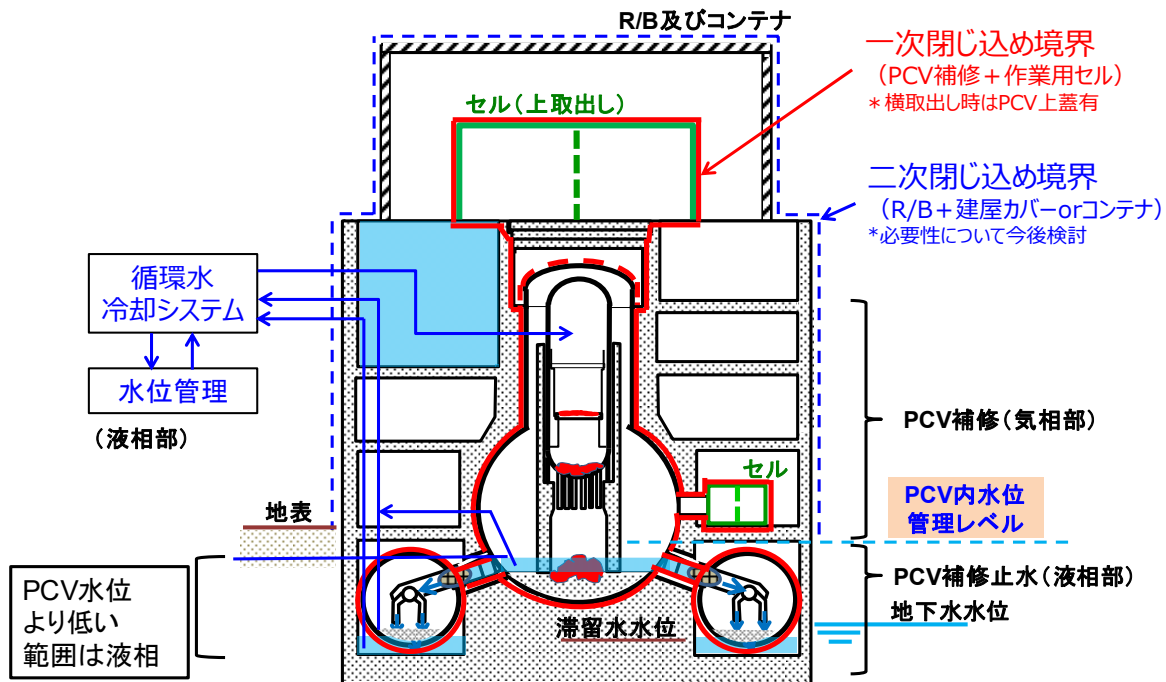 R/B及びコンテナ
一次閉じ込め境界
(PCV補修+作業用セル)
*横取出し時はPCV上蓋有
セル(上取出し)
二次閉じ込め境界
(R/B+建屋カバーorコンテナ)
*必要性について今後検討
循環水
冷却システム
水位管理
(液相部)
PCV補修(気相部)
セル
PCV内水位
管理レベル
地表
PCV補修止水(液相部)
地下水水位
PCV水位
より低い
範囲は液相
滞留水水位